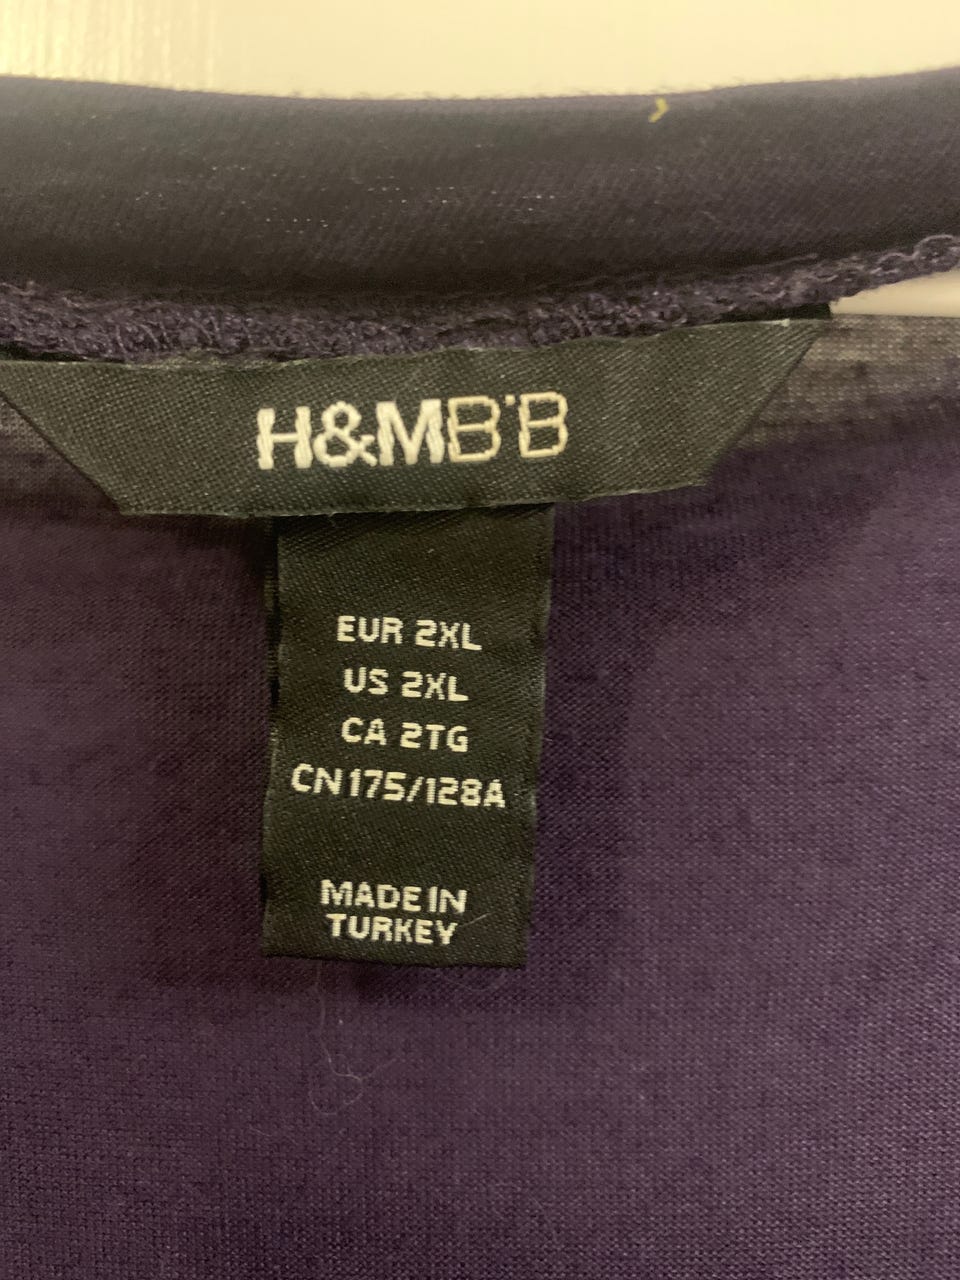 H&MB¨B
EUR 2XL
US 2XL
CA 2TG
CN175/128A
MADE IN
TURKEY